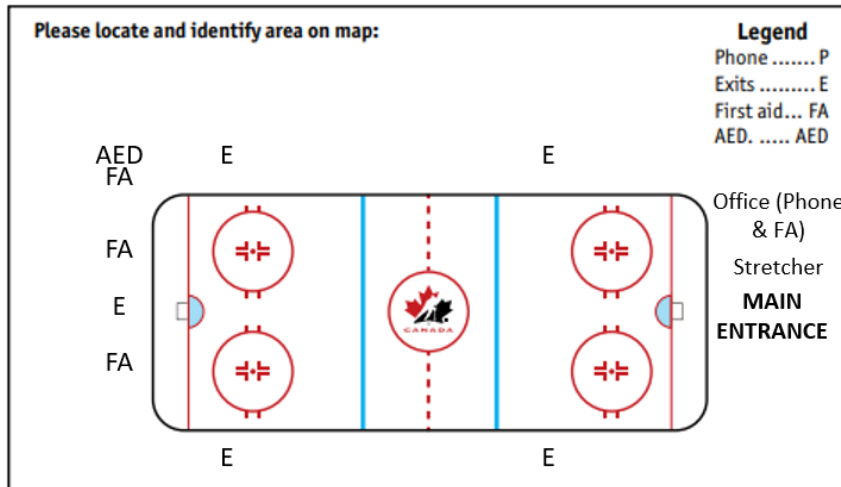 Please locate and identify area on map:
Legend
Phone ....... P
Exits ......... E
First aid... FA
AED. ..... AED
AED E E
FA
Office (Phone
& FA)
FA
Stretcher
E
MAIN
ENTRANCE
CANADA
FA
E E